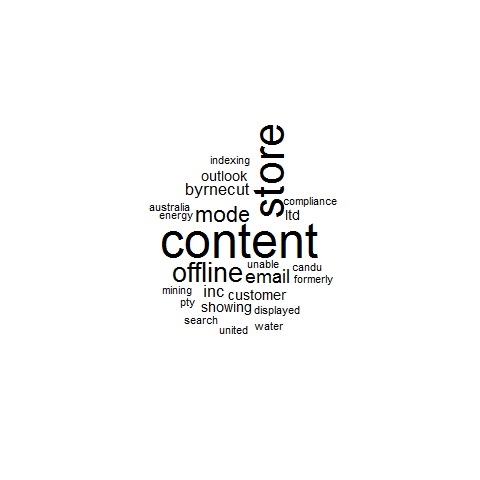 store
indexing
outlook
byrnecut
compliance
australia
energy
mode
ltd
content
offline
unable
email
candu
formerly
mining
inc
customer
pty
showing
displayed
search
united
water